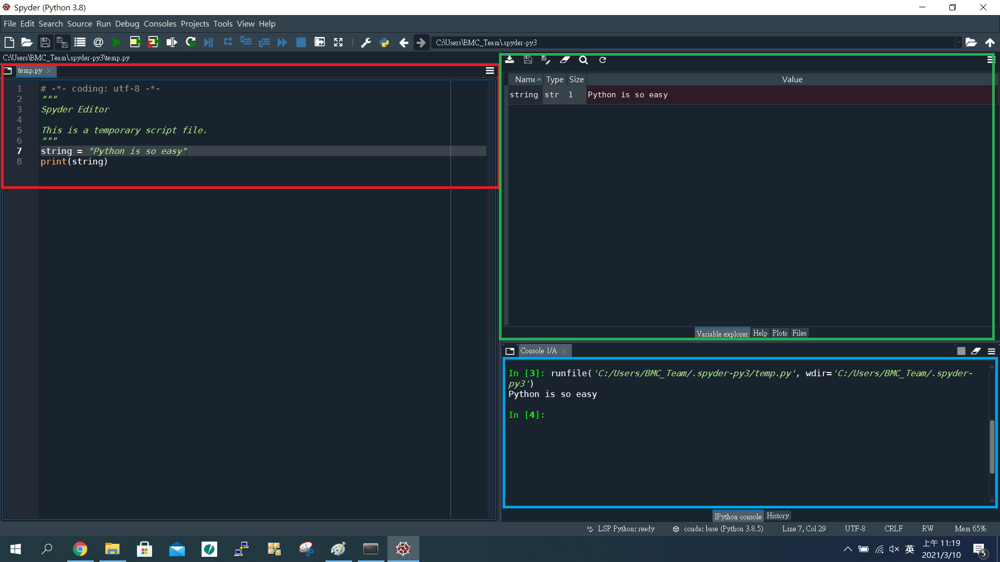 Spyder (Python 3.8)
File Edit Search Source Run Debug Consoles Projects Tools View Help
C:\Users\BMC_Team\.spyder-py3
C:\Users\BMC_Team\.spyder-py3\temp.py
temp.py
1 # -*- coding: utf-8 -*-
2 """
3 Spyder Editor
4
5 This is a temporary script file.
6 """
7 string = "Python is so easy"
8 print(string)
Name Type Size Value
string str 1 Python is so easy
Variable explorer Help Plots Files
Console 1/A
In [3]: runfile('C:/Users/BMC_Team/.spyder-py3/temp.py', wdir='C:/Users/BMC_Team/.spyder-
py3')
Python is so easy
In [4]:
IPython console History
LSP Python: ready conda: base (Python 3.8.5) Line 7, Col 29 UTF-8 CRLF RW Mem 65%
英
上午 11:19
2021/3/10
5